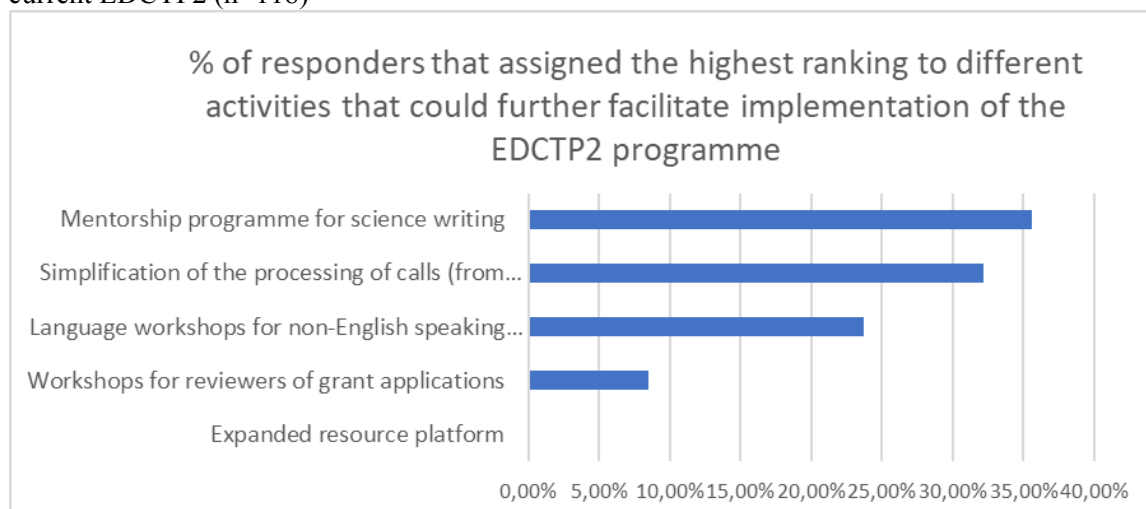 % of responders that assigned the highest ranking to different
activities that could further facilitate implementation of the
EDCTP2 programme
Mentorship programme for science writing
Simplification of the processing of calls (from...
Language workshops for non-English speaking...
Workshops for reviewers of grant applications
Expanded resource platform
0,00% 5,00% 10,00% 15,00% 20,00% 25,00% 30,00% 35,00% 40,00%